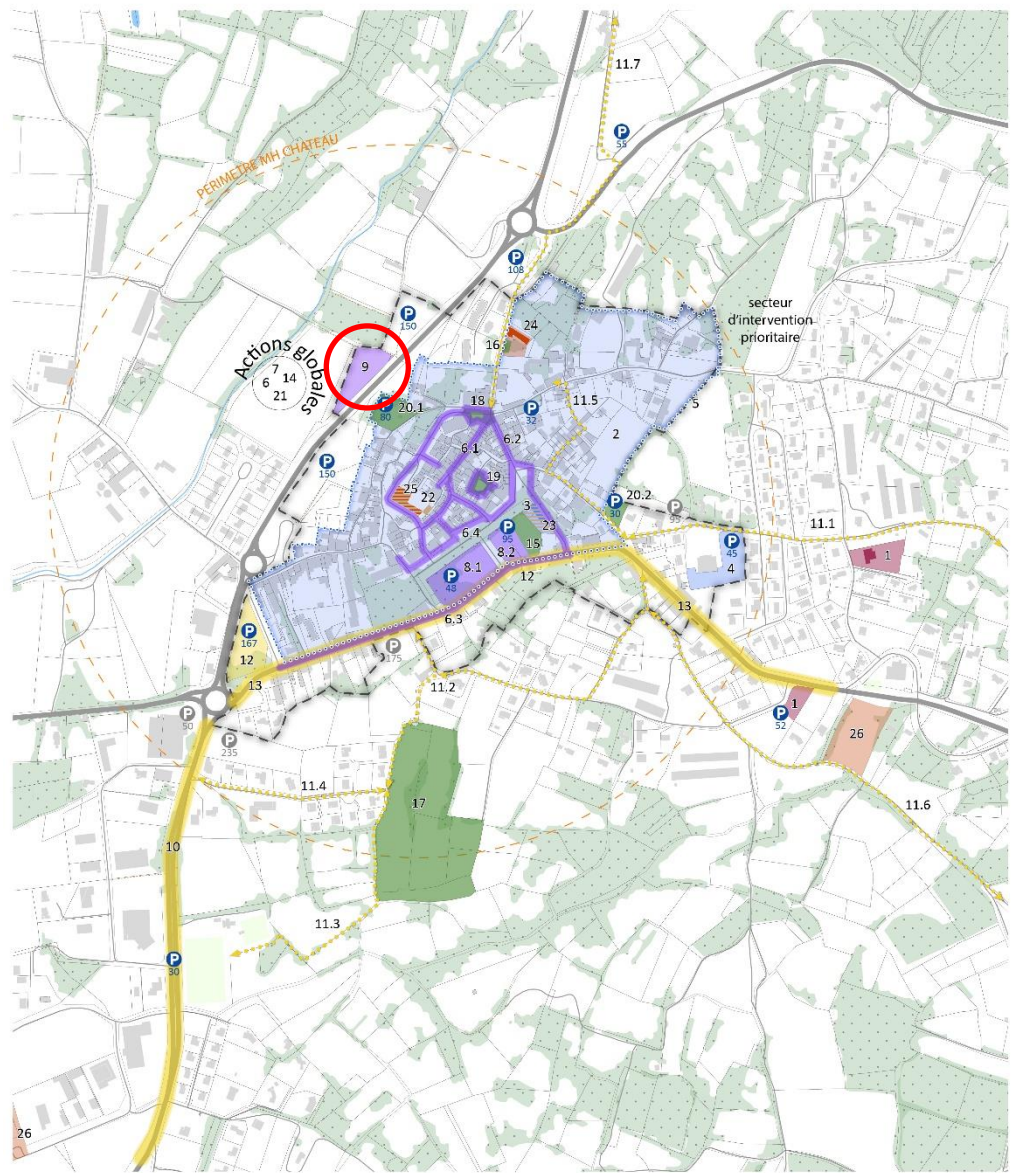 11.7
P
55
PERIMETRE MH CHATEAU
P
108
secteur
d'intervention
prioritaire
P
150
24
16
Actions globales
7
14
6
21
9
P
80
20.1
11.5
18
P
32
5
2
6.1
6.2
P
150
19
25
22
3
20.2
P
30
P
95
11.1
23
6.4
P
95
15
8.2
P
45
4
1
8.1
P
48
12
13
6.3
P
167
12
P
175
13
11.2
P
50
P
235
1
P
52
26
11.4
17
11.6
10
11.3
P
30
26